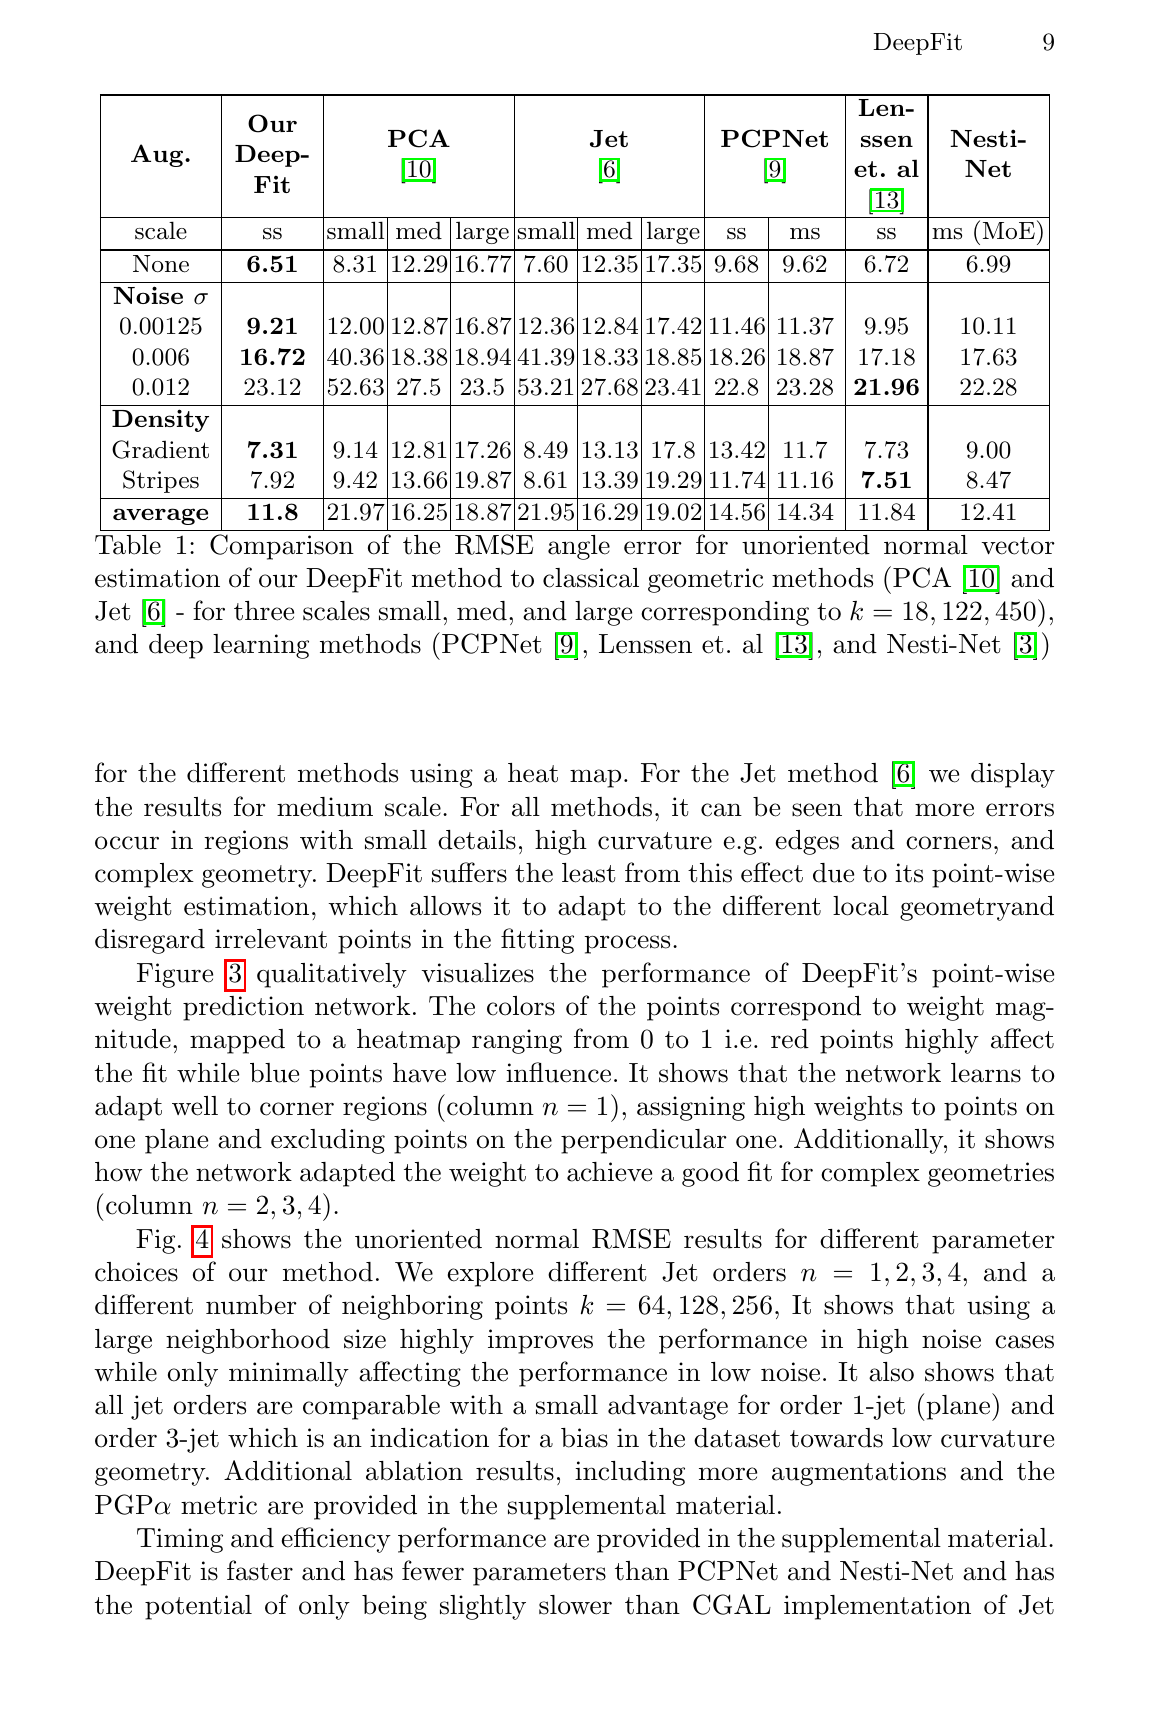 DeepFit 9
Aug. Our Deep-Fit PCA [10] Jet [6] PCPNet [9] Len-ssen et. al [13] Nesti-Net
scale ss small med large small med large ss ms ss ms (MoE)
None 6.51 8.31 12.29 16.77 7.60 12.35 17.35 9.68 9.62 6.72 6.99
Noise σ
0.00125 9.21 12.00 12.87 16.87 12.36 12.84 17.42 11.46 11.37 9.95 10.11
0.006 16.72 40.36 18.38 18.94 41.39 18.33 18.85 18.26 18.87 17.18 17.63
0.012 23.12 52.63 27.5 23.5 53.21 27.68 23.41 22.8 23.28 21.96 22.28
Density
Gradient 7.31 9.14 12.81 17.26 8.49 13.13 17.8 13.42 11.7 7.73 9.00
Stripes 7.92 9.42 13.66 19.87 8.61 13.39 19.29 11.74 11.16 7.51 8.47
average 11.8 21.97 16.25 18.87 21.95 16.29 19.02 14.56 14.34 11.84 12.41
Table 1: Comparison of the RMSE angle error for unoriented normal vector
estimation of our DeepFit method to classical geometric methods (PCA [10] and
Jet [6] - for three scales small, med, and large corresponding to k = 18, 122, 450),
and deep learning methods (PCPNet [9], Lenssen et. al [13], and Nesti-Net [3])
for the different methods using a heat map. For the Jet method [6] we display
the results for medium scale. For all methods, it can be seen that more errors
occur in regions with small details, high curvature e.g. edges and corners, and
complex geometry. DeepFit suffers the least from this effect due to its point-wise
weight estimation, which allows it to adapt to the different local geometryand
disregard irrelevant points in the fitting process.
Figure 3 qualitatively visualizes the performance of DeepFit's point-wise
weight prediction network. The colors of the points correspond to weight mag-
nitude, mapped to a heatmap ranging from 0 to 1 i.e. red points highly affect
the fit while blue points have low influence. It shows that the network learns to
adapt well to corner regions (column n = 1), assigning high weights to points on
one plane and excluding points on the perpendicular one. Additionally, it shows
how the network adapted the weight to achieve a good fit for complex geometries
(column n = 2, 3, 4).
Fig. 4 shows the unoriented normal RMSE results for different parameter
choices of our method. We explore different Jet orders n = 1, 2, 3, 4, and a
different number of neighboring points k = 64, 128, 256, It shows that using a
large neighborhood size highly improves the performance in high noise cases
while only minimally affecting the performance in low noise. It also shows that
all jet orders are comparable with a small advantage for order 1-jet (plane) and
order 3-jet which is an indication for a bias in the dataset towards low curvature
geometry. Additional ablation results, including more augmentations and the
PGPα metric are provided in the supplemental material.
Timing and efficiency performance are provided in the supplemental material.
DeepFit is faster and has fewer parameters than PCPNet and Nesti-Net and has
the potential of only being slightly slower than CGAL implementation of Jet